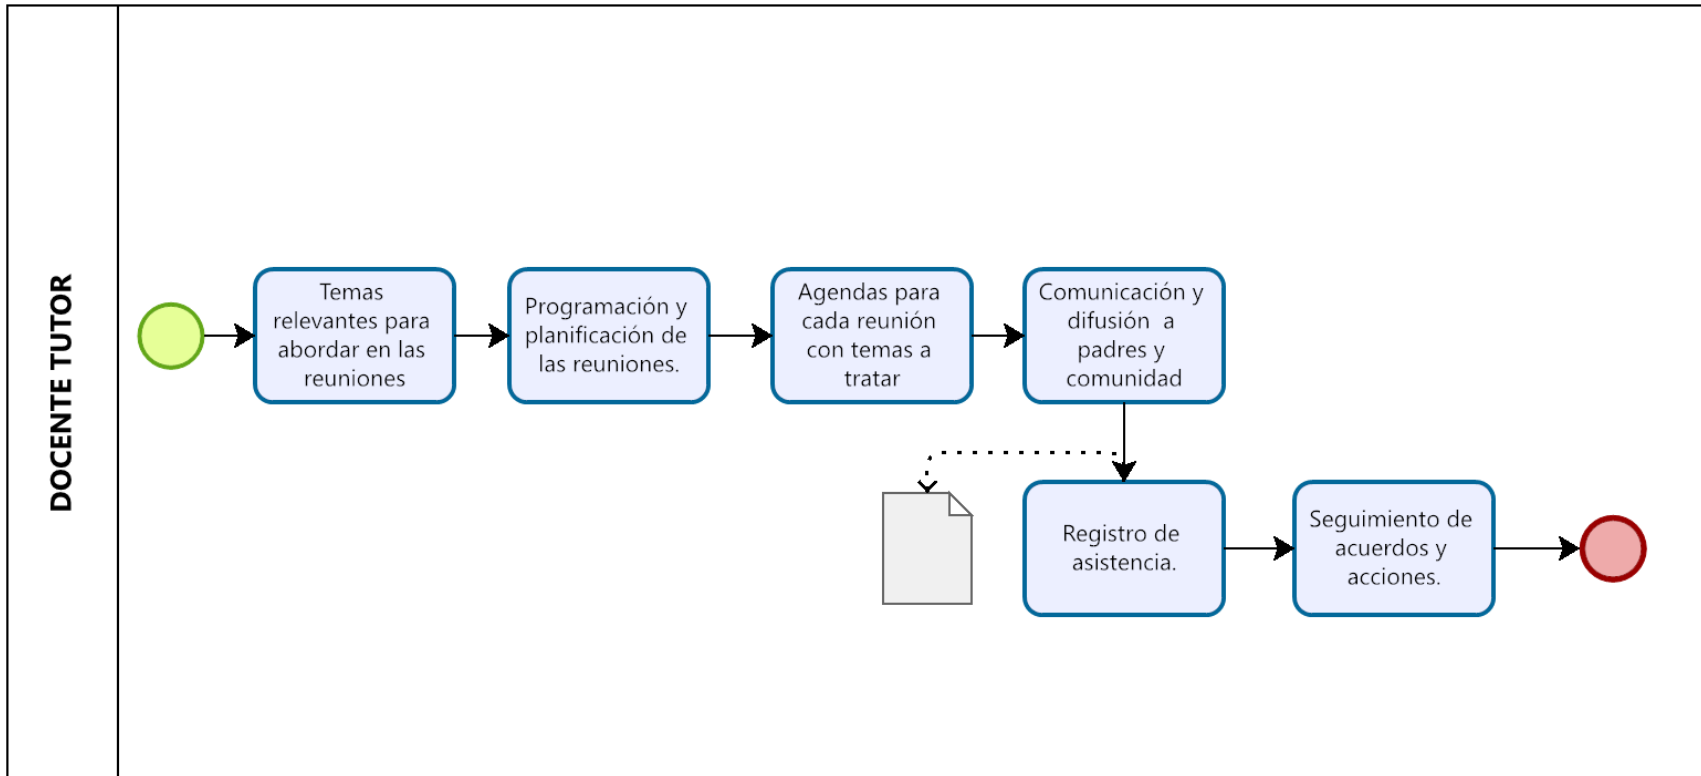 DOCENTE TUTOR
Temas
relevantes para
abordar en las
reuniones
Programación y
planificación de
las reuniones.
Agendas para
cada reunión
con temas a
tratar
Comunicación y
difusión  a
padres y
comunidad
Registro de
asistencia.
Seguimiento de
acuerdos y
acciones.